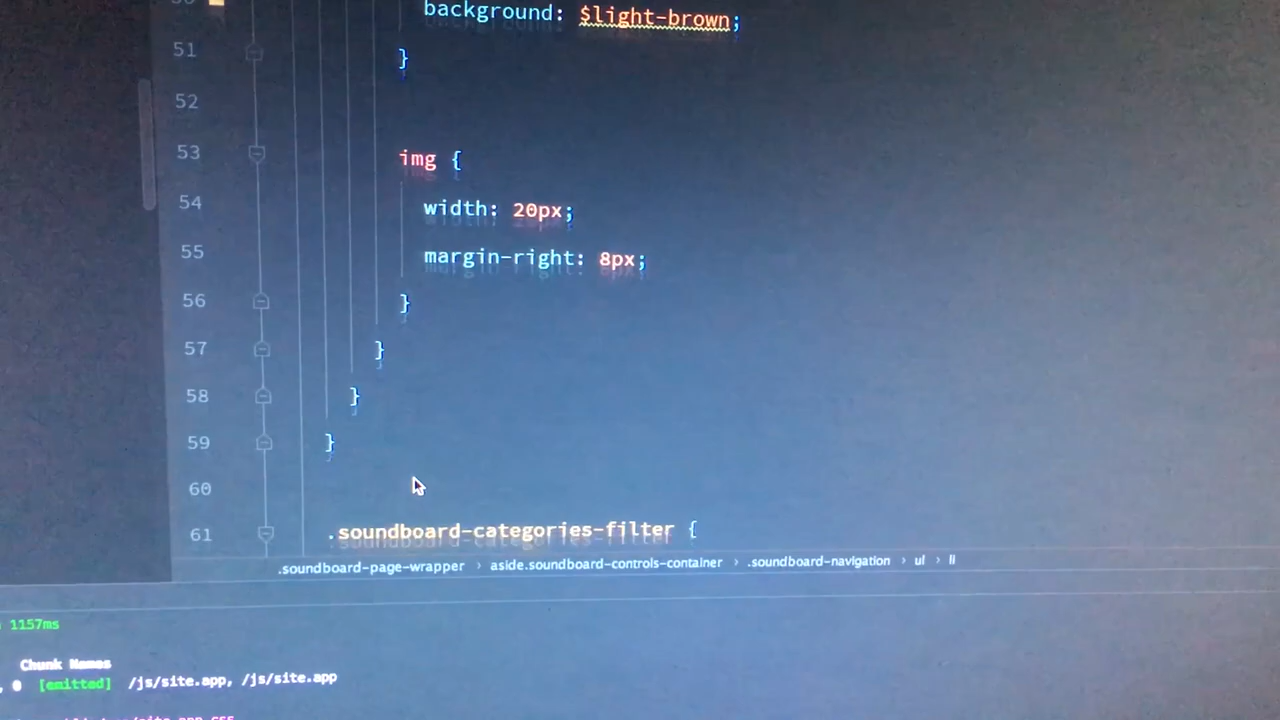 background: $light-brown;
51 }
52
53 img {
54 width: 20px;
55 margin-right: 8px;
56 }
57 }
58 }
59 }
60
61 .soundboard-categories-filter {
.soundboard-page-wrapper › aside.soundboard-controls-container › .soundboard-navigation › ul › li
1157ms
Chunk Names
, 0 [emitted] /js/site.app, /js/site.app